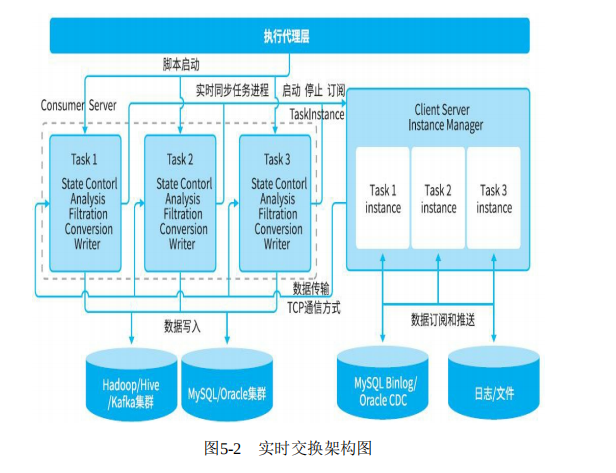 执行代理层
脚本启动
实时同步任务进程 启动 停止 订阅
Consumer Server
TaskInstance
Client Server
Instance Manager
Task 1
State Contorl
Analysis
Filtration
Conversion
Writer
Task 2
State Contorl
Analysis
Filtration
Conversion
Writer
Task 3
State Contorl
Analysis
Filtration
Conversion
Writer
Task 1
instance
Task 2
instance
Task 3
instance
数据传输
TCP通信方式
数据写入
数据订阅和推送
Hadoop/Hive
/Kafka集群
MySQL/Oracle集群
MySQL Binlog/
Oracle CDC
日志/文件
图5-2 实时交换架构图